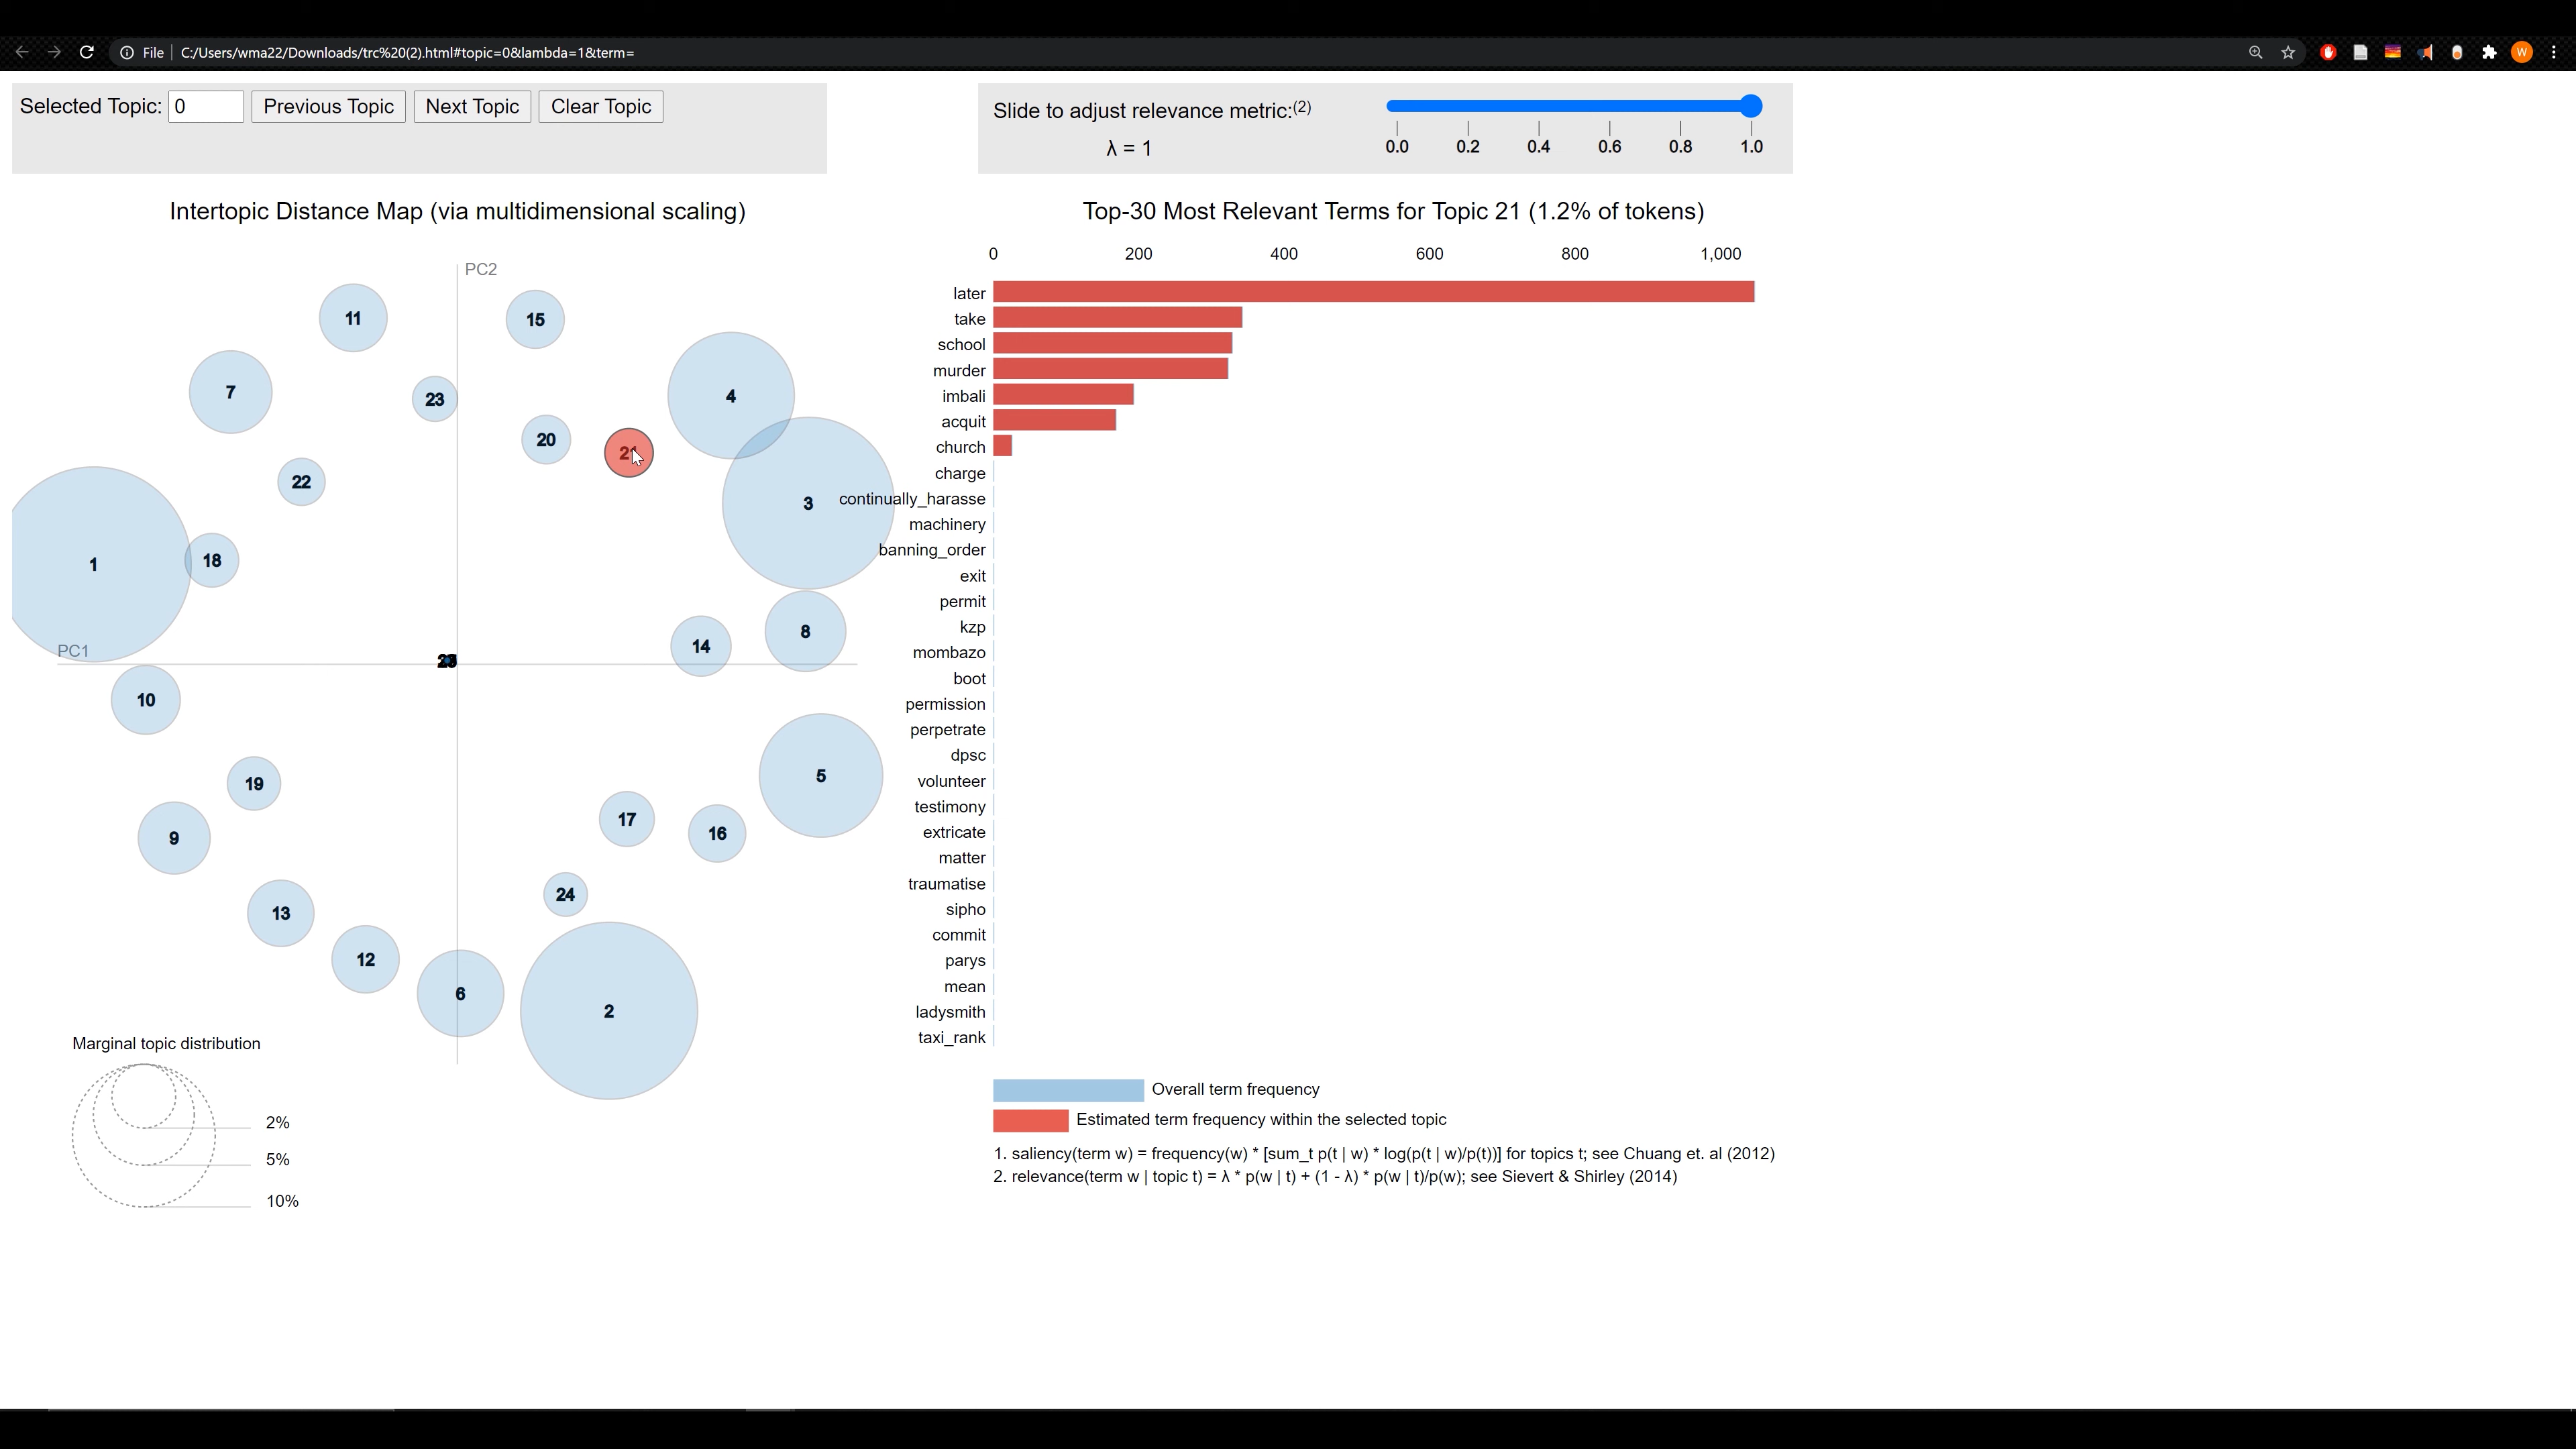 File C:/Users/wma22/Downloads/trc%20(2).html#topic=0&lambda=1&term=
W
Selected Topic: 0 Previous Topic Next Topic Clear Topic
Slide to adjust relevance metric:(2)
λ = 1
0.0 0.2 0.4 0.6 0.8 1.0
Intertopic Distance Map (via multidimensional scaling)
PC2
11
15
7
23
4
20
21
22
3
1
18
14
8
PC1
10
5
19
9
17
16
24
13
12
6
2
Marginal topic distribution
2%
5%
10%
Top-30 Most Relevant Terms for Topic 21 (1.2% of tokens)
0 200 400 600 800 1,000
later
take
school
murder
imbali
acquit
church
charge
continually_harasse
machinery
banning_order
exit
permit
kzp
mombazo
boot
permission
perpetrate
dpsc
volunteer
testimony
extricate
matter
traumatise
sipho
commit
parys
mean
ladysmith
taxi_rank
Overall term frequency
Estimated term frequency within the selected topic
1. saliency(term w) = frequency(w) * [sum_t p(t | w) * log(p(t | w)/p(t))] for topics t; see Chuang et. al (2012)
2. relevance(term w | topic t) = λ * p(w | t) + (1 - λ) * p(w | t)/p(w); see Sievert & Shirley (2014)